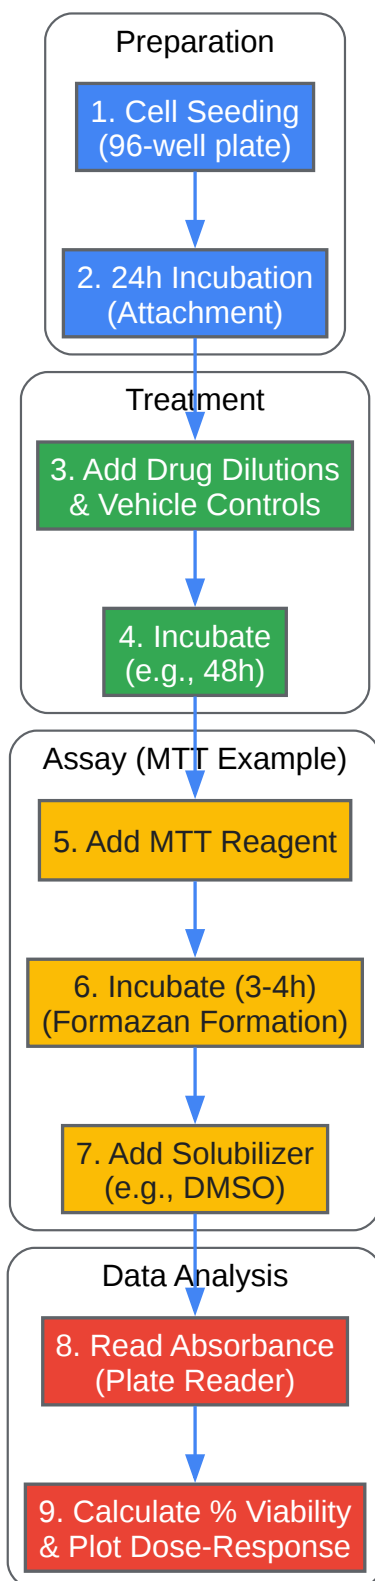 Preparation
1. Cell Seeding
(96-well plate)
2. 24h Incubation
(Attachment)
Treatment
3. Add Drug Dilutions
& Vehicle Controls
4. Incubate
(e.g., 48h)
Assay (MTT Example)
5. Add MTT Reagent
6. Incubate (3-4h)
(Formazan Formation)
7. Add Solubilizer
(e.g., DMSO)
Data Analysis
8. Read Absorbance
(Plate Reader)
9. Calculate % Viability
& Plot Dose-Response